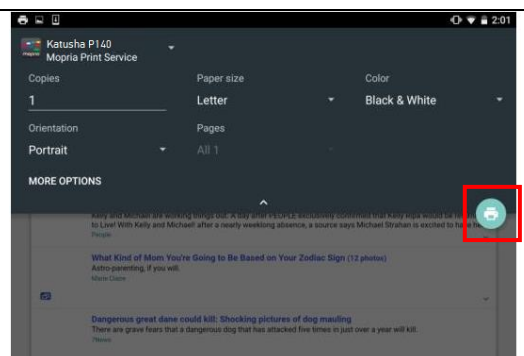 2:01
Katusha P140
Mopria Print Service
Copies
Paper size
Color
1
Letter
Black & White
Orientation
Pages
Portrait
All 1
MORE OPTIONS
Kelly and Michael are working things out. A day after PEOPLE exclusively confirmed that Kelly Ripa would be
to Live! With Kelly and Michael! after a nearly weeklong absence, a source says Michael Strahan is excited to have
People
What Kind of Mom You're Going to Be Based on Your Zodiac Sign (12 photos)
Astro-parenting, if you will.
Dangerous great dane could kill: Shocking pictures of dog mauling
There are grave fears that a dangerous dog that has attacked five times in just over a year will kill.
7News